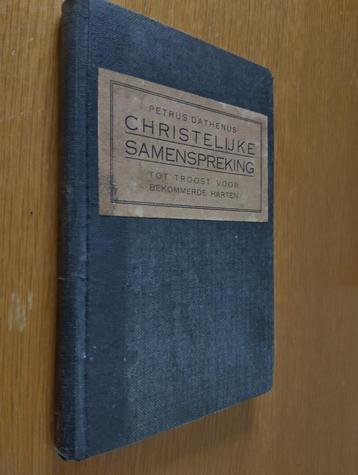 PETRUS DATHENUS
CHRISTELIJKE
SAMENSPREKING
TOT TROOST VOOR
BEKOMMERDE HARTEN